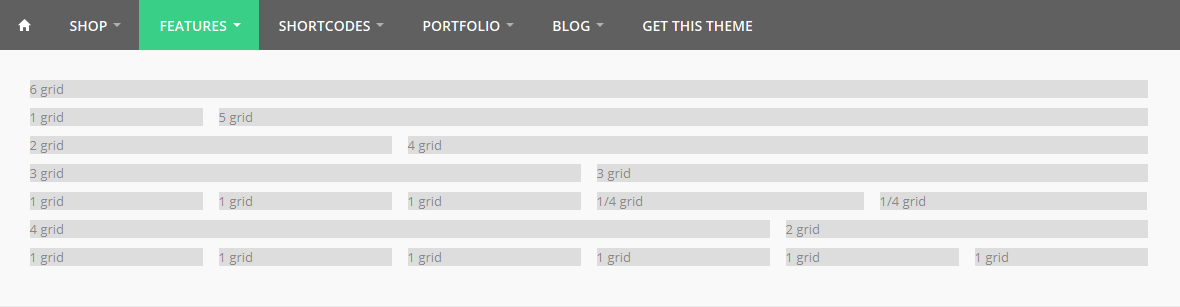 SHOP FEATURES SHORTCODES PORTFOLIO BLOG GET THIS THEME
6 grid
1 grid 5 grid
2 grid 4 grid
3 grid 3 grid
1 grid 1 grid 1 grid 1/4 grid 1/4 grid
4 grid 2 grid
1 grid 1 grid 1 grid 1 grid 1 grid 1 grid